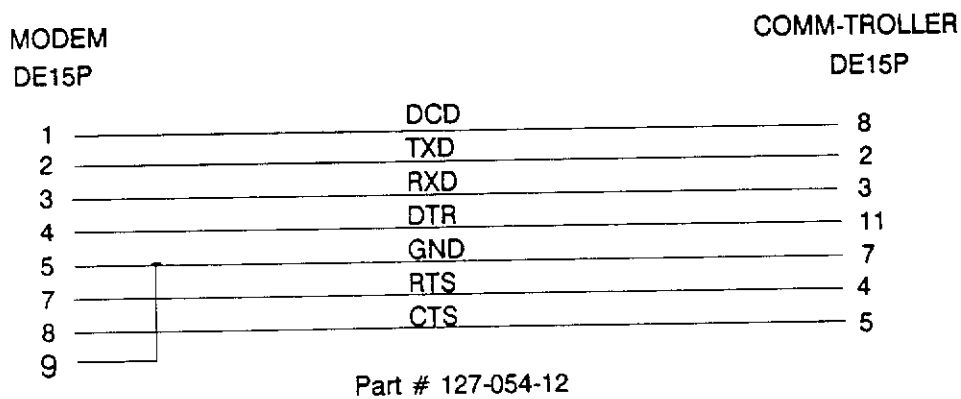 MODEM
DE15P
COMM-TROLLER
DE15P
1 DCD 8
2 TXD 2
3 RXD 3
4 DTR 11
5 GND 7
7 RTS 4
8 CTS 5
9
Part # 127-054-12